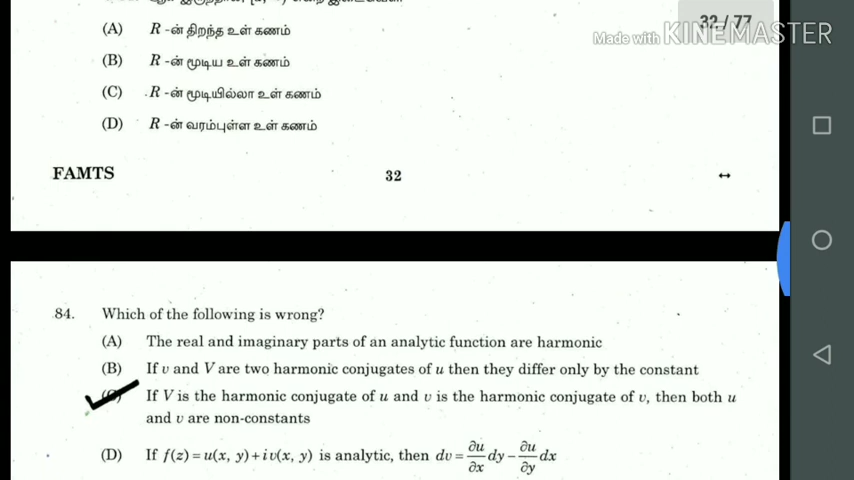 32 / 77
Made with KINEMASTER
(A) R -ன் திறந்த உள் கணம்
(B) R -ன் மூடிய உள் கணம்
(C) R -ன் மூடியில்லா உள் கணம்
(D) R -ன் வரம்புள்ள உள் கணம்
FAMTS 32 ↔
84. Which of the following is wrong?
(A) The real and imaginary parts of an analytic function are harmonic
(B) If v and V are two harmonic conjugates of u then they differ only by the constant
If V is the harmonic conjugate of u and v is the harmonic conjugate of v, then both u
and v are non-constants
(D) If f(z) = u(x, y) + iv(x, y) is analytic, then dv = ∂u/∂x dy − ∂u/∂y dx